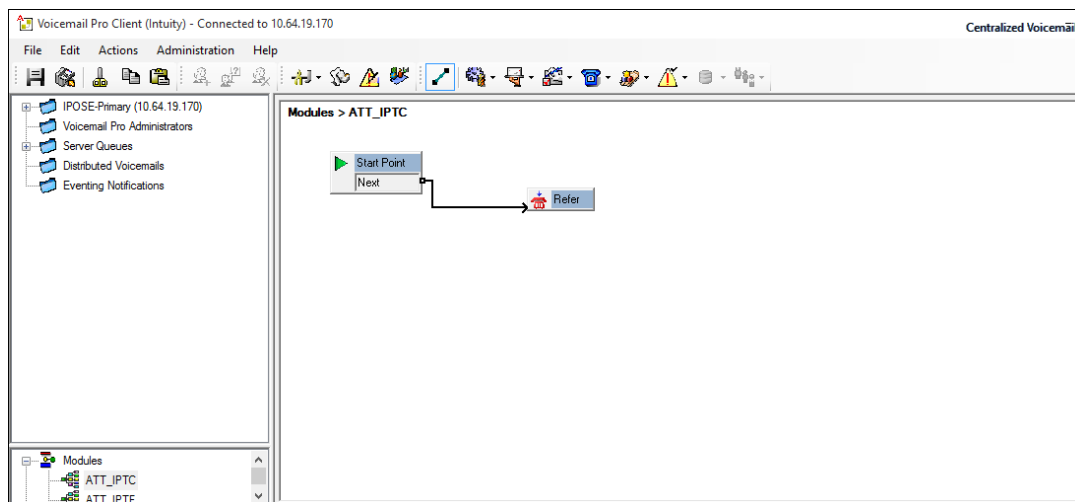 Voicemail Pro Client (Intuity) - Connected to 10.64.19.170
Centralized Voicemail
File Edit Actions Administration Help
IPOSE-Primary (10.64.19.170)
Voicemail Pro Administrators
Server Queues
Distributed Voicemails
Eventing Notifications
Modules > ATT_IPTC
Start Point
Next
Refer
Modules
ATT_IPTC
ATT_IPTF